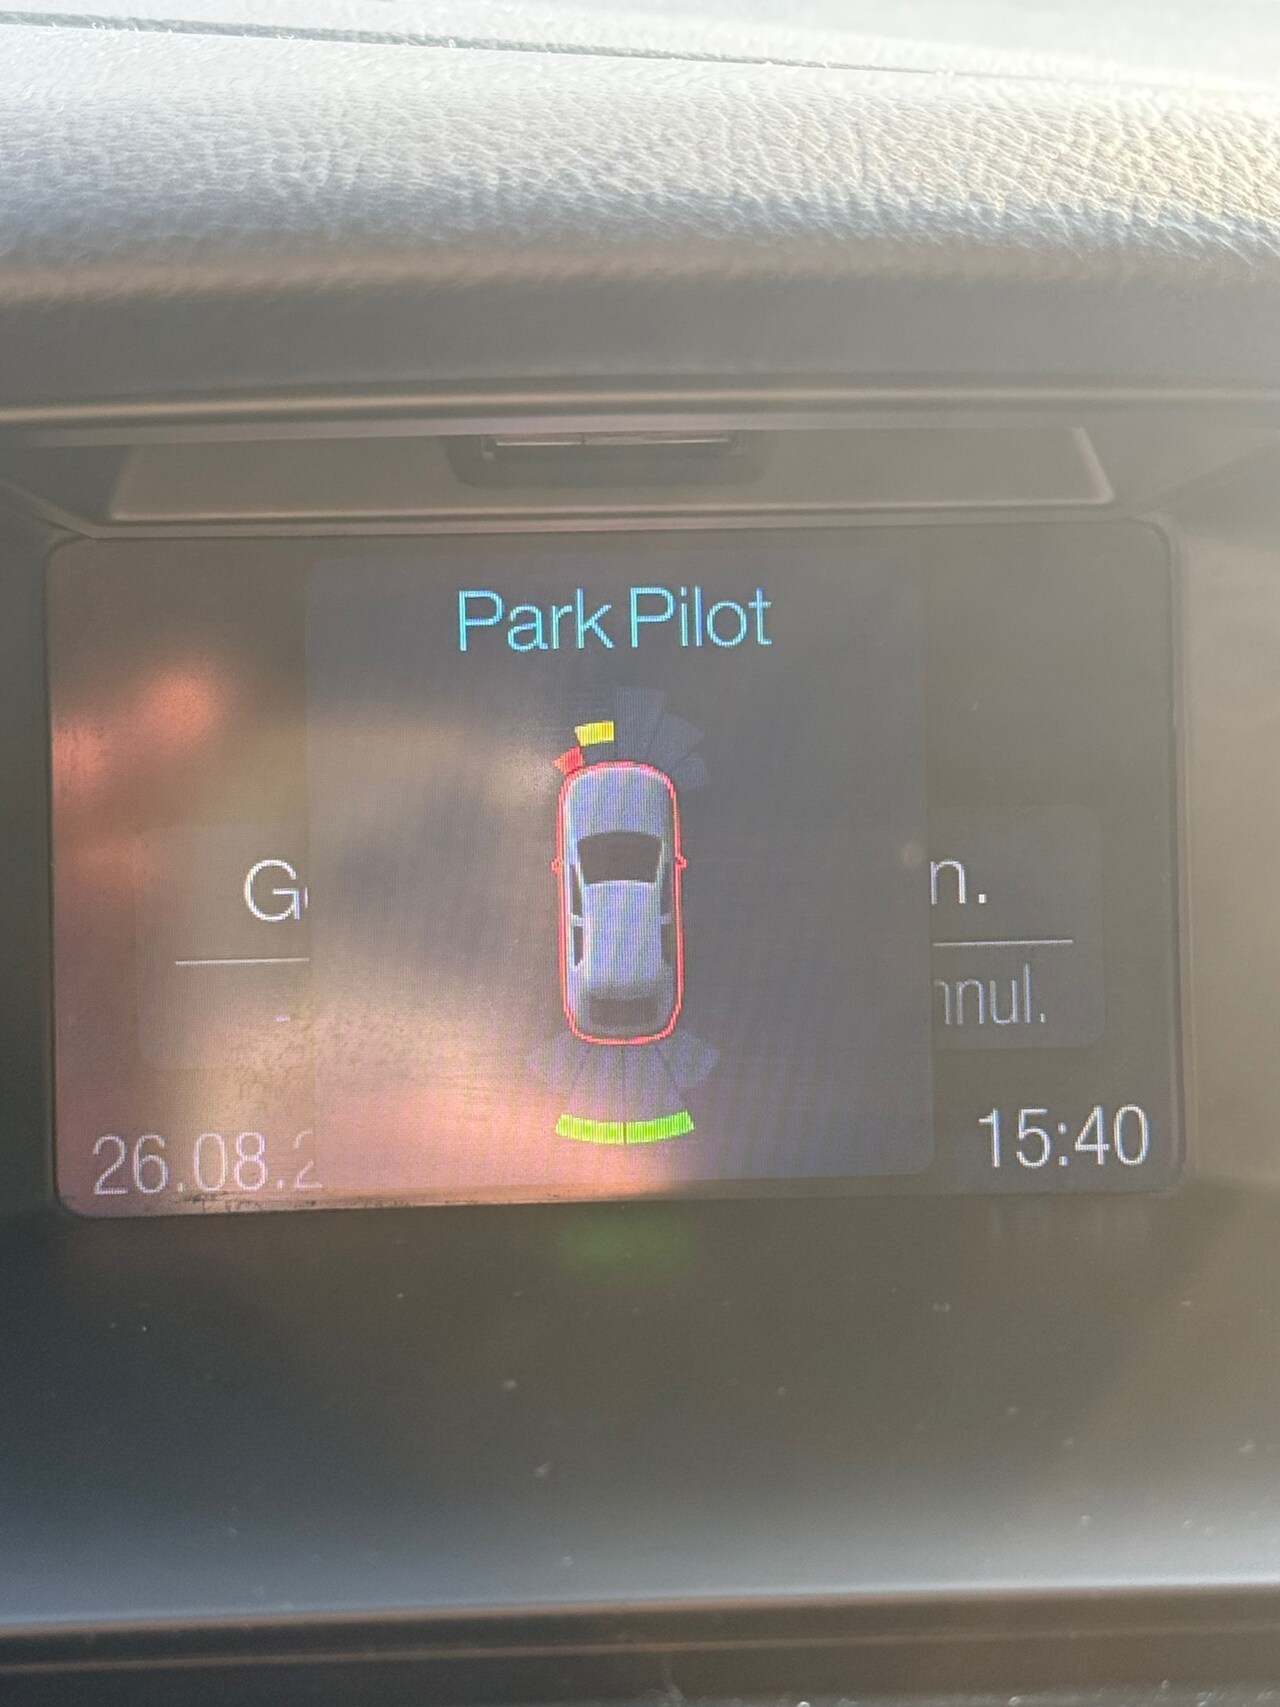 Park Pilot
G n.
nnul.
26.08.2 15:40